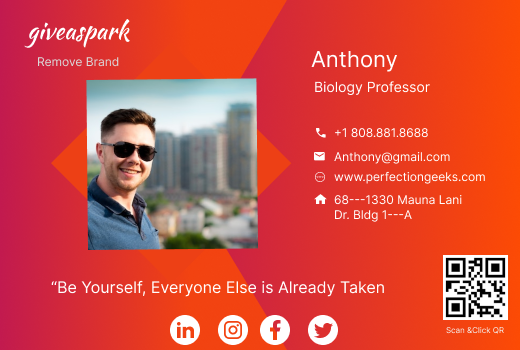 giveaspark
Remove Brand
Anthony
Biology Professor
+1 808.881.8688
Anthony@gmail.com
www.perfectiongeeks.com
68---1330 Mauna Lani
Dr. Bldg 1---A
“Be Yourself, Everyone Else is Already Taken
Scan &Click QR
in
f